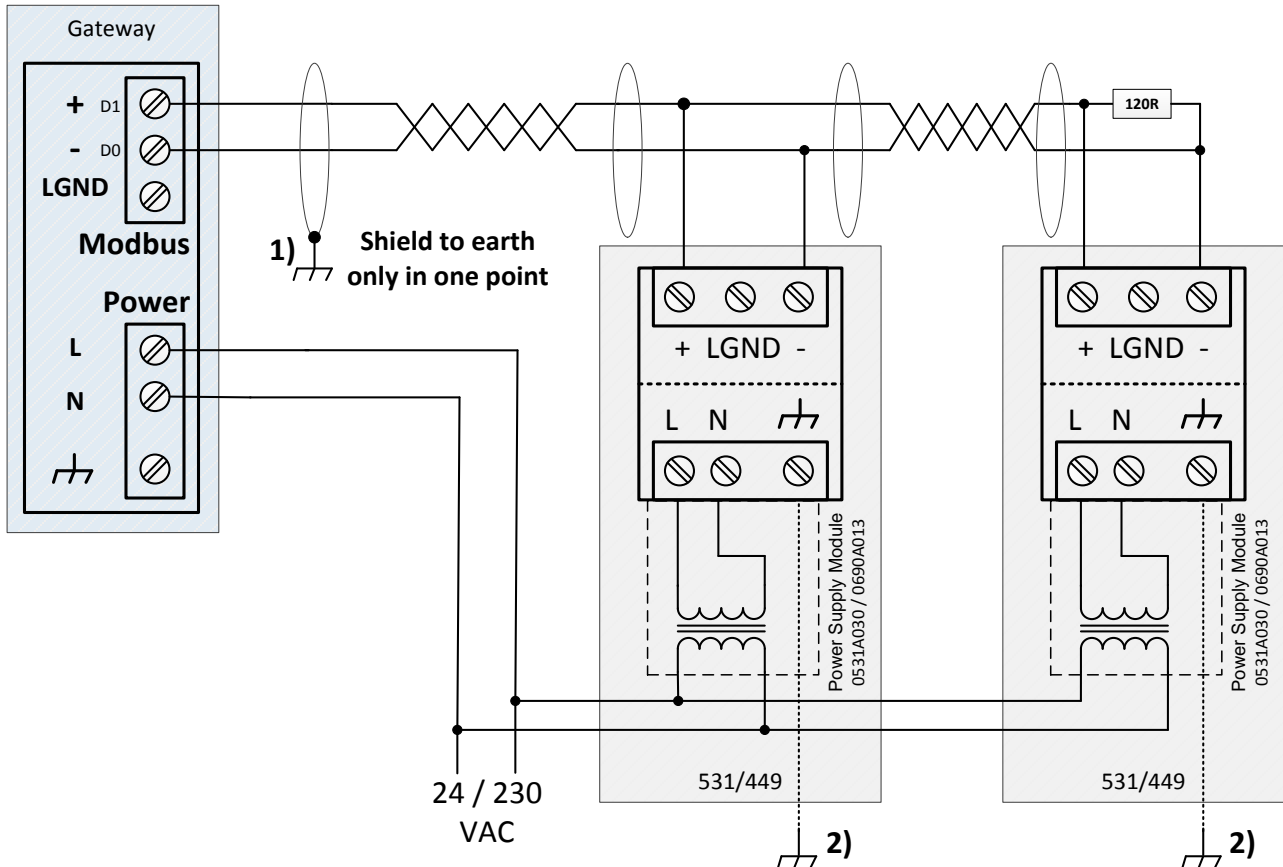 Gateway
+ D1
- D0
LGND
Modbus
Power
L
N
1)
Shield to earth
only in one point
120R
+ LGND -
L N
Power Supply Module
0531A030 / 0690A013
531/449
2)
+ LGND -
L N
Power Supply Module
0531A030 / 0690A013
531/449
2)
24 / 230
VAC